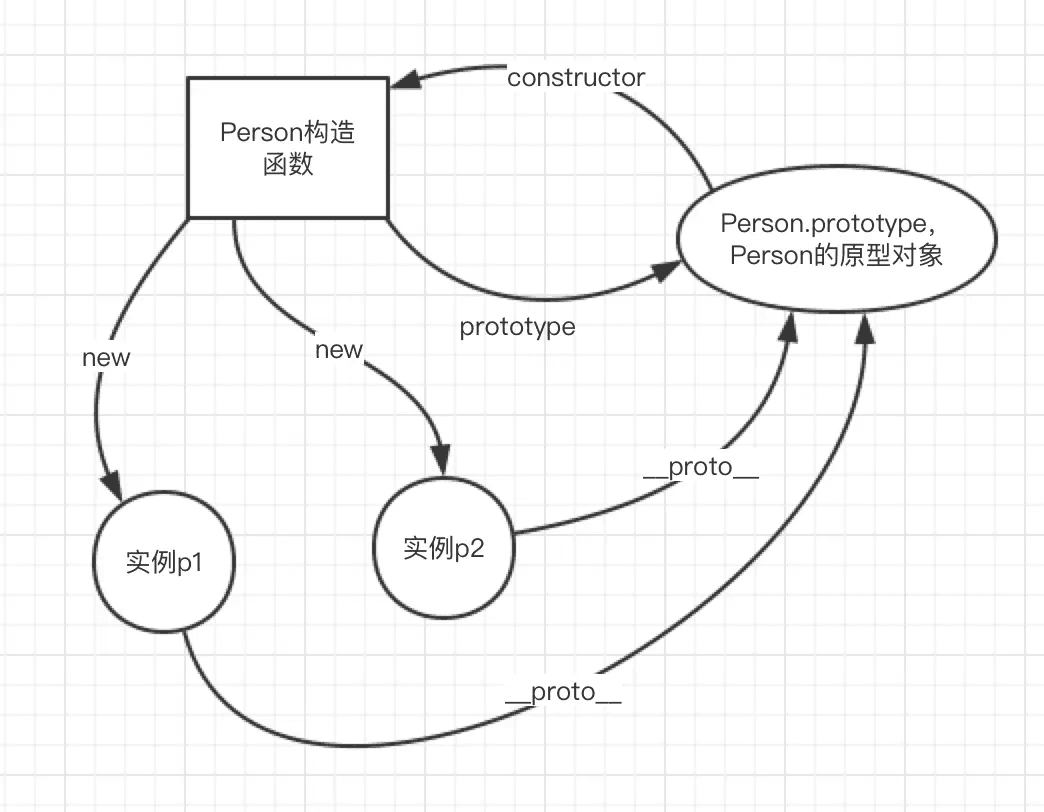 constructor
Person构造
函数
Person.prototype，
Person的原型对象
prototype
new
new
__proto__
实例p1
实例p2
__proto__